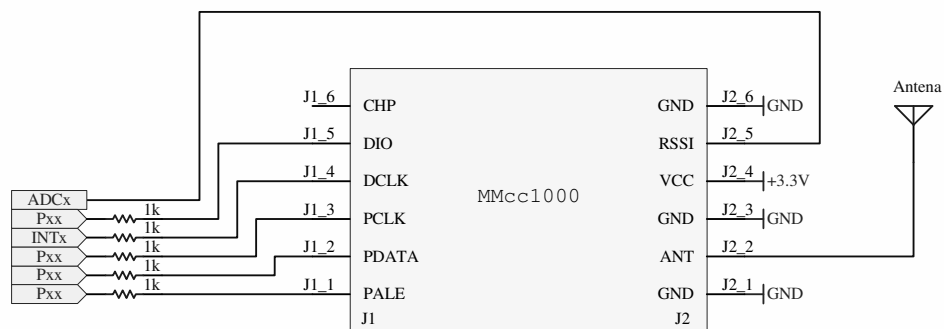 J1_6 CHP GND J2_6 GND Antena
J1_5 DIO RSSI J2_5
J1_4 DCLK VCC J2_4 +3.3V
MMcc1000
ADCx
Pxx 1k J1_3 PCLK GND J2_3 GND
INTx 1k
Pxx 1k J1_2 PDATA ANT J2_2
Pxx 1k
Pxx 1k J1_1 PALE GND J2_1 GND
J1 J2